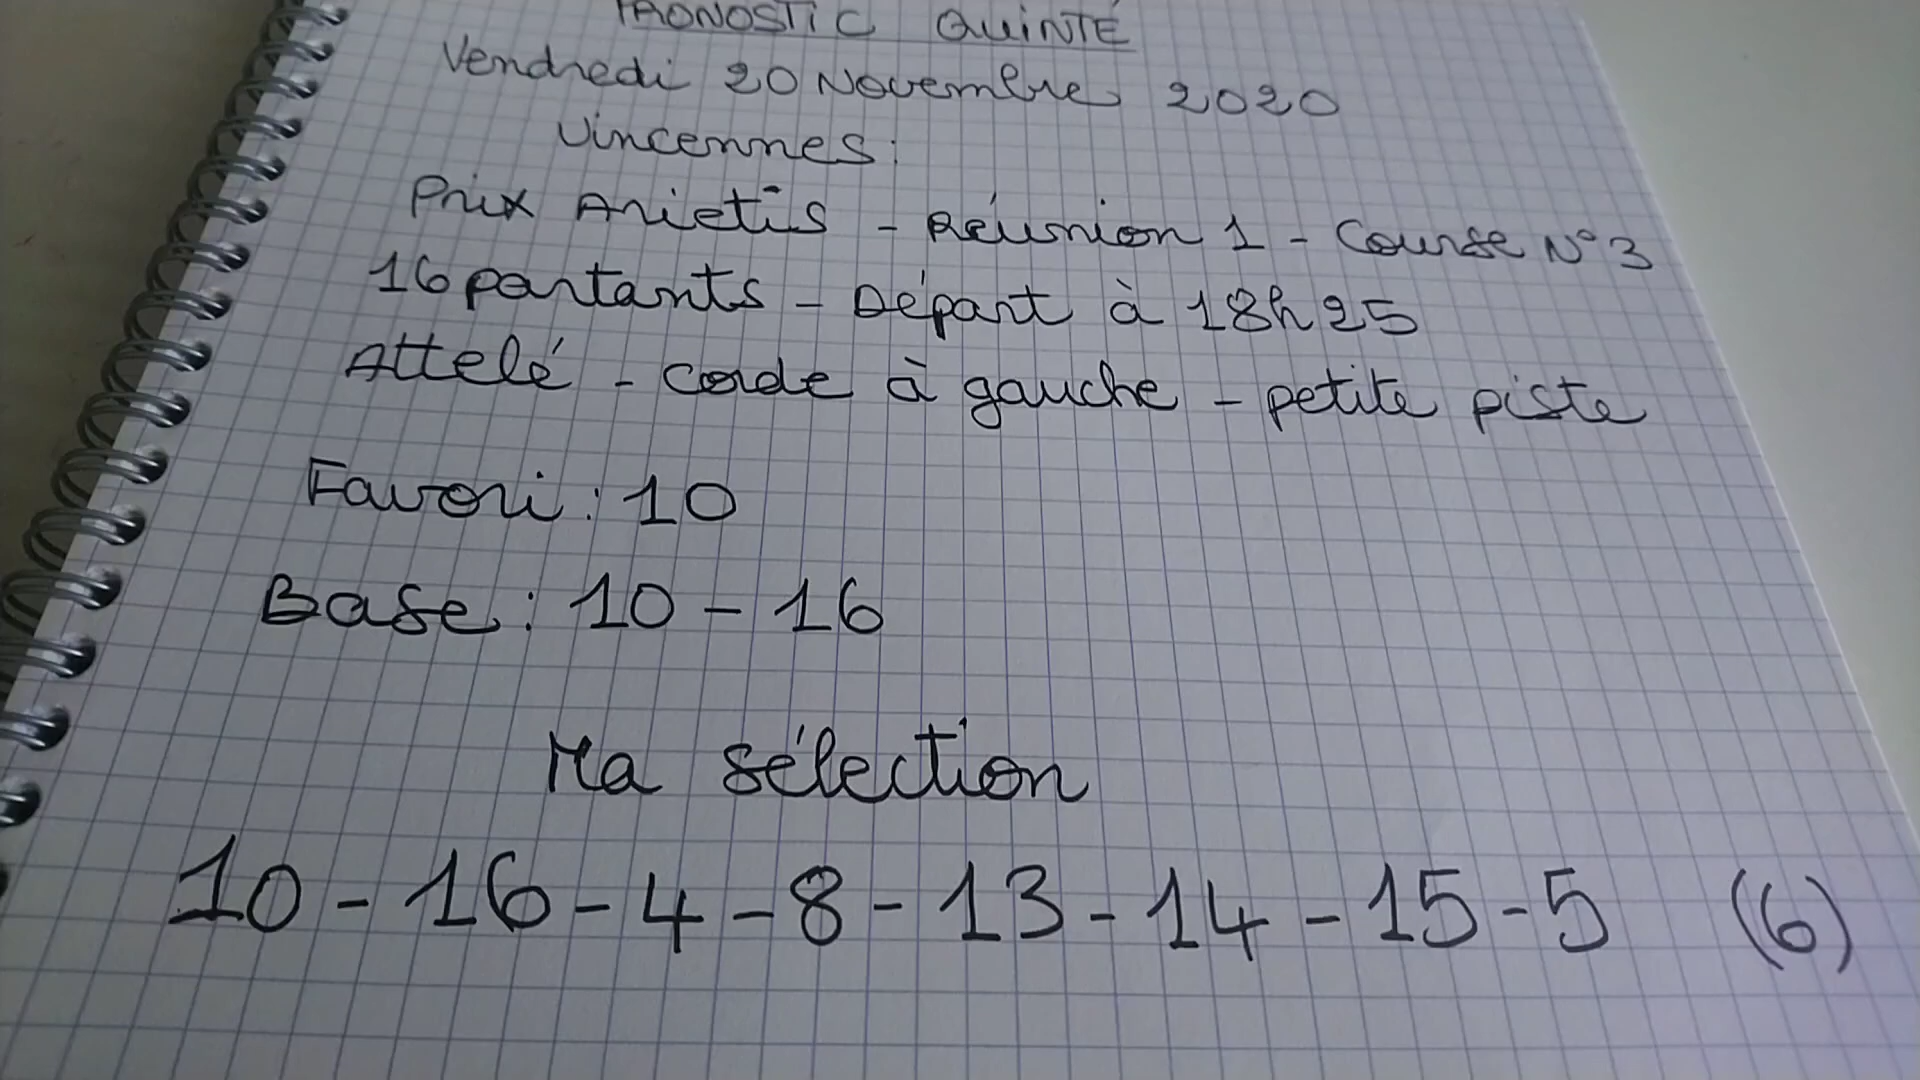 PRONOSTIC QUINTÉ
Vendredi 20 Novembre 2020
Vincennes:
Prix Arietis - Réunion 1 - Course N°3
16 partants - Départ à 18h25
Attelé - corde à gauche - petite piste
Favori: 10
Base: 10 - 16
Ma sélection
10 - 16 - 4 - 8 - 13 - 14 - 15 - 5 (6)